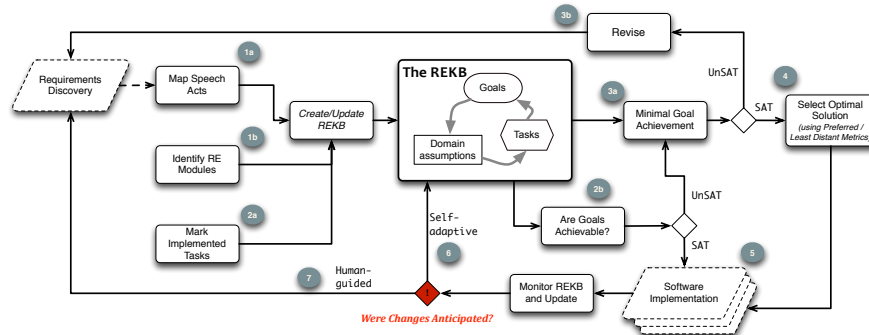 3b
Revise
1a
The REKB
UnSAT
4
Requirements
Discovery
Map Speech
Acts
Goals
3a
SAT
Select Optimal
Solution
(using Preferred /
Least Distant Metrics)
Create/Update
REKB
Minimal Goal
Achievement
Tasks
1b
Domain
assumptions
Identify RE
Modules
2b
UnSAT
2a
Self-
adaptive
Are Goals
Achievable?
Mark
Implemented
Tasks
SAT
6
5
7
Human-
guided
!
Monitor REKB
and Update
Software
Implementation
Were Changes Anticipated?